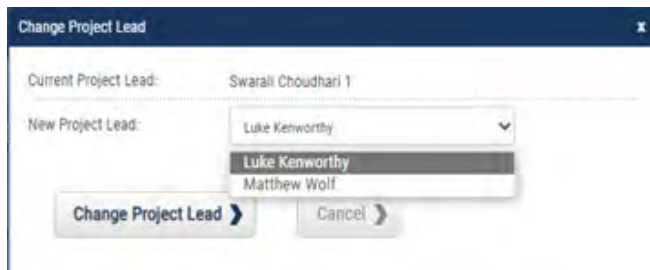 Change Project Lead x
Current Project Lead: Swarali Choudhari 1
New Project Lead: Luke Kenworthy
Luke Kenworthy
Matthew Wolf
Change Project Lead ❯ Cancel ❯